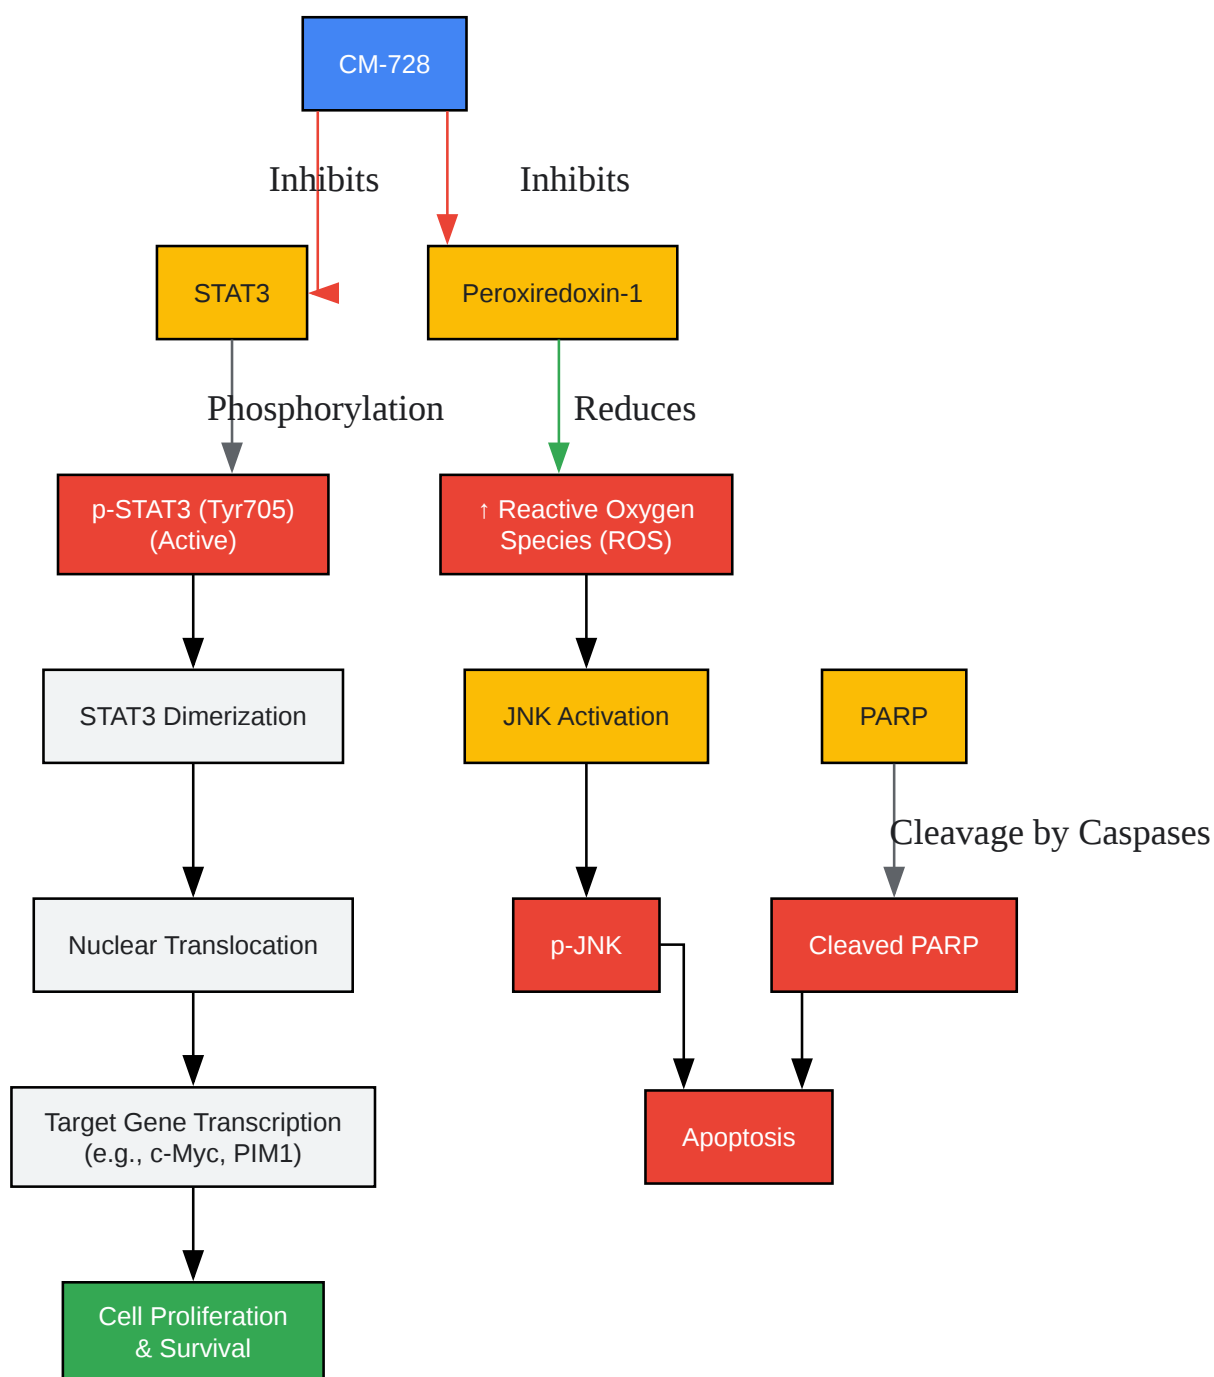 CM-728
Inhibits
Inhibits
STAT3
Peroxiredoxin-1
Phosphorylation
Reduces
p-STAT3 (Tyr705)
(Active)
↑ Reactive Oxygen
Species (ROS)
STAT3 Dimerization
JNK Activation
PARP
Cleavage by Caspases
Nuclear Translocation
p-JNK
Cleaved PARP
Target Gene Transcription
(e.g., c-Myc, PIM1)
Apoptosis
Cell Proliferation
& Survival